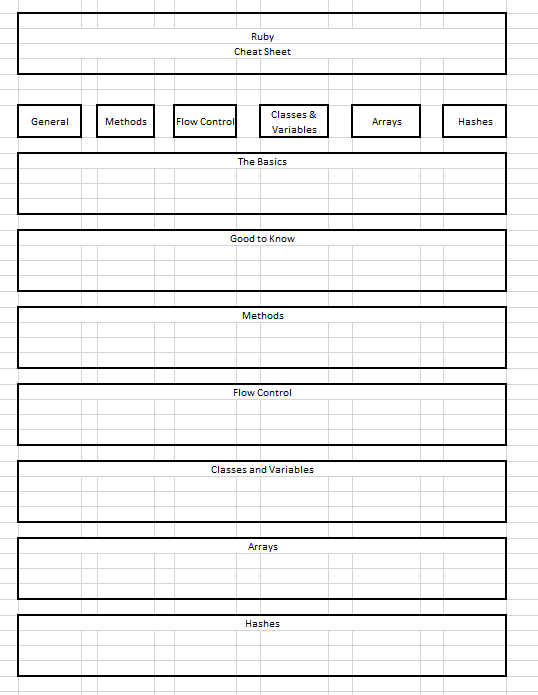 Ruby
Cheat Sheet
General
Methods
Flow Control
Classes &
Variables
Arrays
Hashes
The Basics
Good to Know
Methods
Flow Control
Classes and Variables
Arrays
Hashes